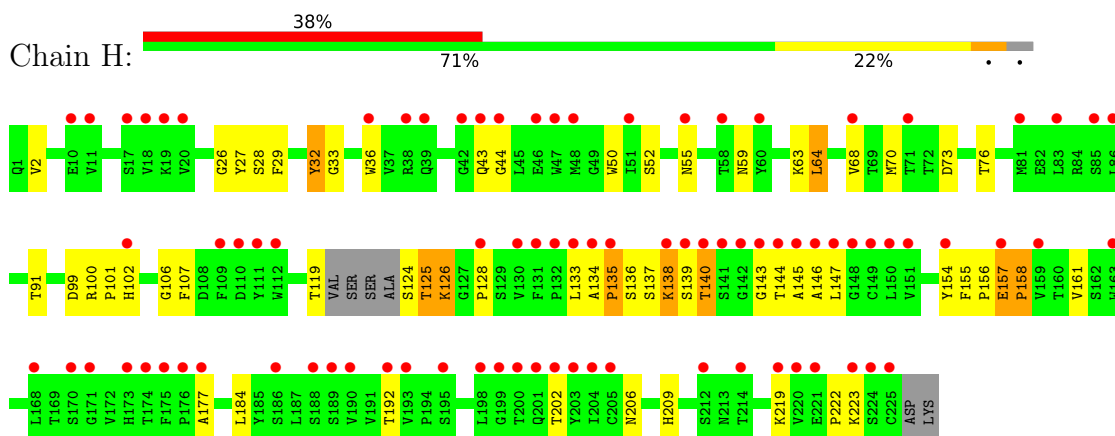 38%
Chain H:
71% 22% • •
Q1 V2 E10 V11 S17 V18 K19 V20 G26 Y27 S28 F29 Y32 G33 W36 V37 R38 Q39 G42 Q43 G44 L45 E46 W47 M48 G49 W50 I51 S52 N55 T58 N59 Y60 K63 L64 V68 T69 M70 T71 T72 D73 T76 M81 E82 L83 R84 S85 L86
T91 D99 R100 P101 H102 G106 F107 D108 F109 D110 Y111 W112 T119 VAL SER SER ALA S124 T125 K126 G127 P128 S129 V130 F131 P132 L133 A134 P135 S136 S137 K138 S139 T140 S141 G142 G143 T144 A145 A146 L147 G148 C149 L150 V151 Y154 F155 P156 E157 P158 V159 T160 V161 S162
L168 T169 S170 G171 V172 H173 T174 F175 P176 A177 L184 Y185 S186 L187 S188 S189 V190 V191 T192 V193 P194 S195 L198 G199 T200 Q201 T202 Y203 I204 C205 N206 H209 S212 N213 T214 K219 V220 E221 P222 K223 S224 C225 ASP LYS